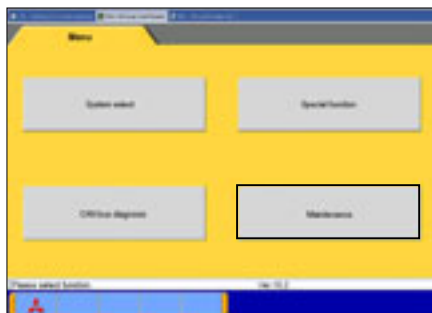 Menu
System select
Special function
CAN bus diagnosis
Maintenance
Please select function.